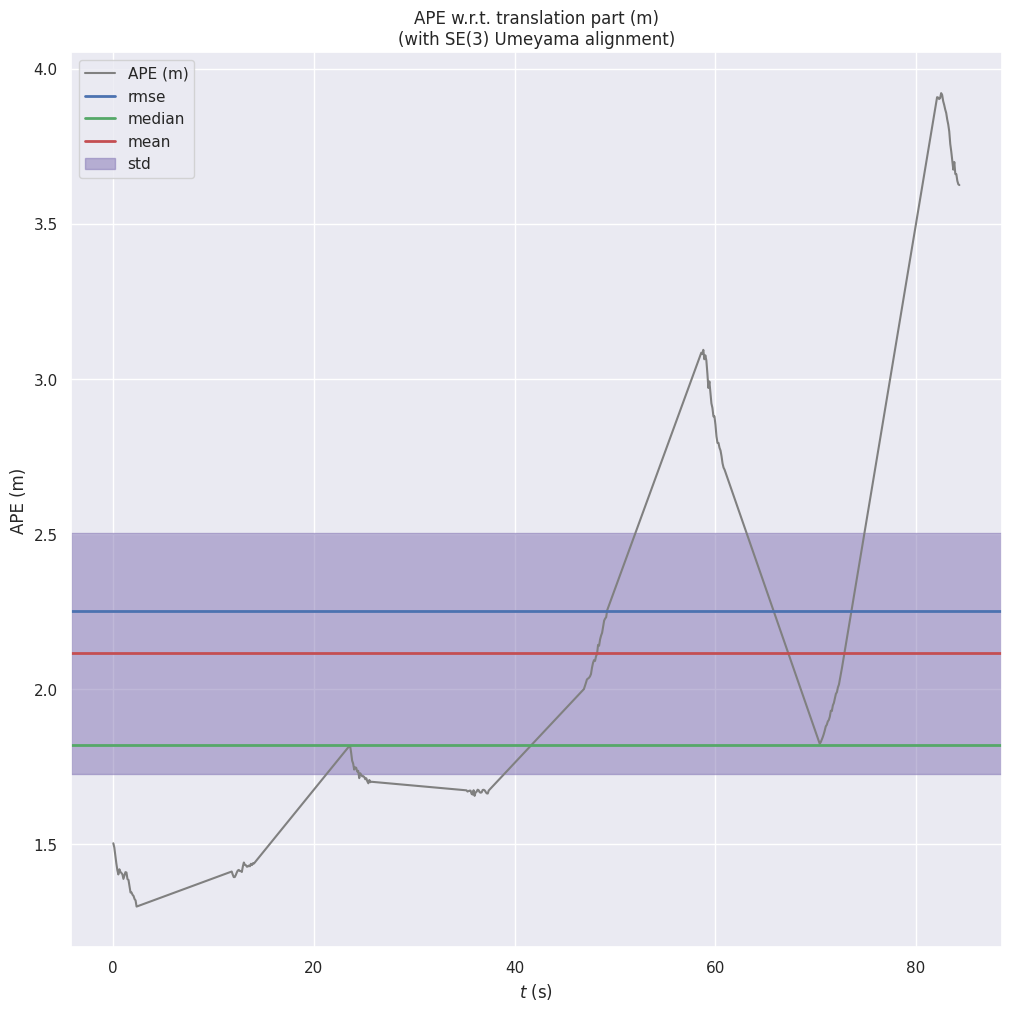 APE w.r.t. translation part (m)
(with SE(3) Umeyama alignment)
APE (m)
rmse
median
mean
std
APE (m)
4.0
3.5
3.0
2.5
2.0
1.5
0 20 40 60 80
t (s)